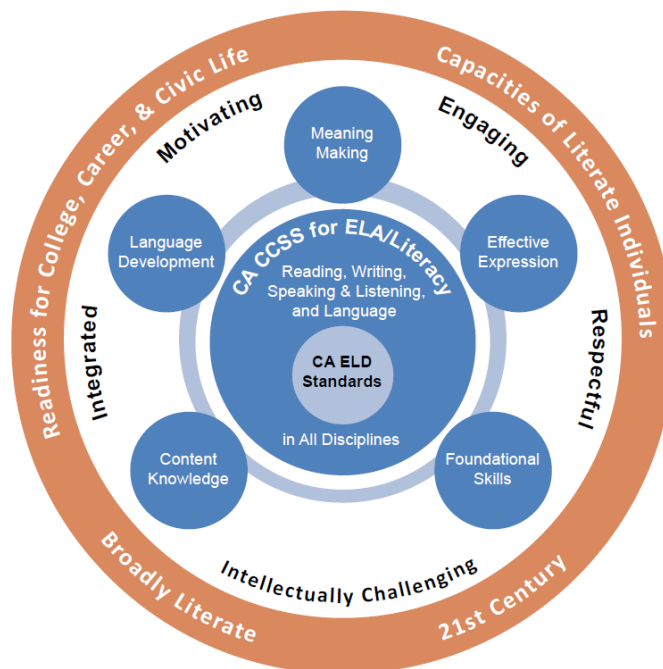 Readiness for College, Career, & Civic Life
Capacities of Literate Individuals
Broadly Literate
21st Century
Motivating
Engaging
Integrated
Respectful
Intellectually Challenging
Meaning
Making
Language
Development
Effective
Expression
Content
Knowledge
Foundational
Skills
CA CCSS for ELA/Literacy
Reading, Writing,
Speaking & Listening,
and Language
CA ELD
Standards
in All Disciplines